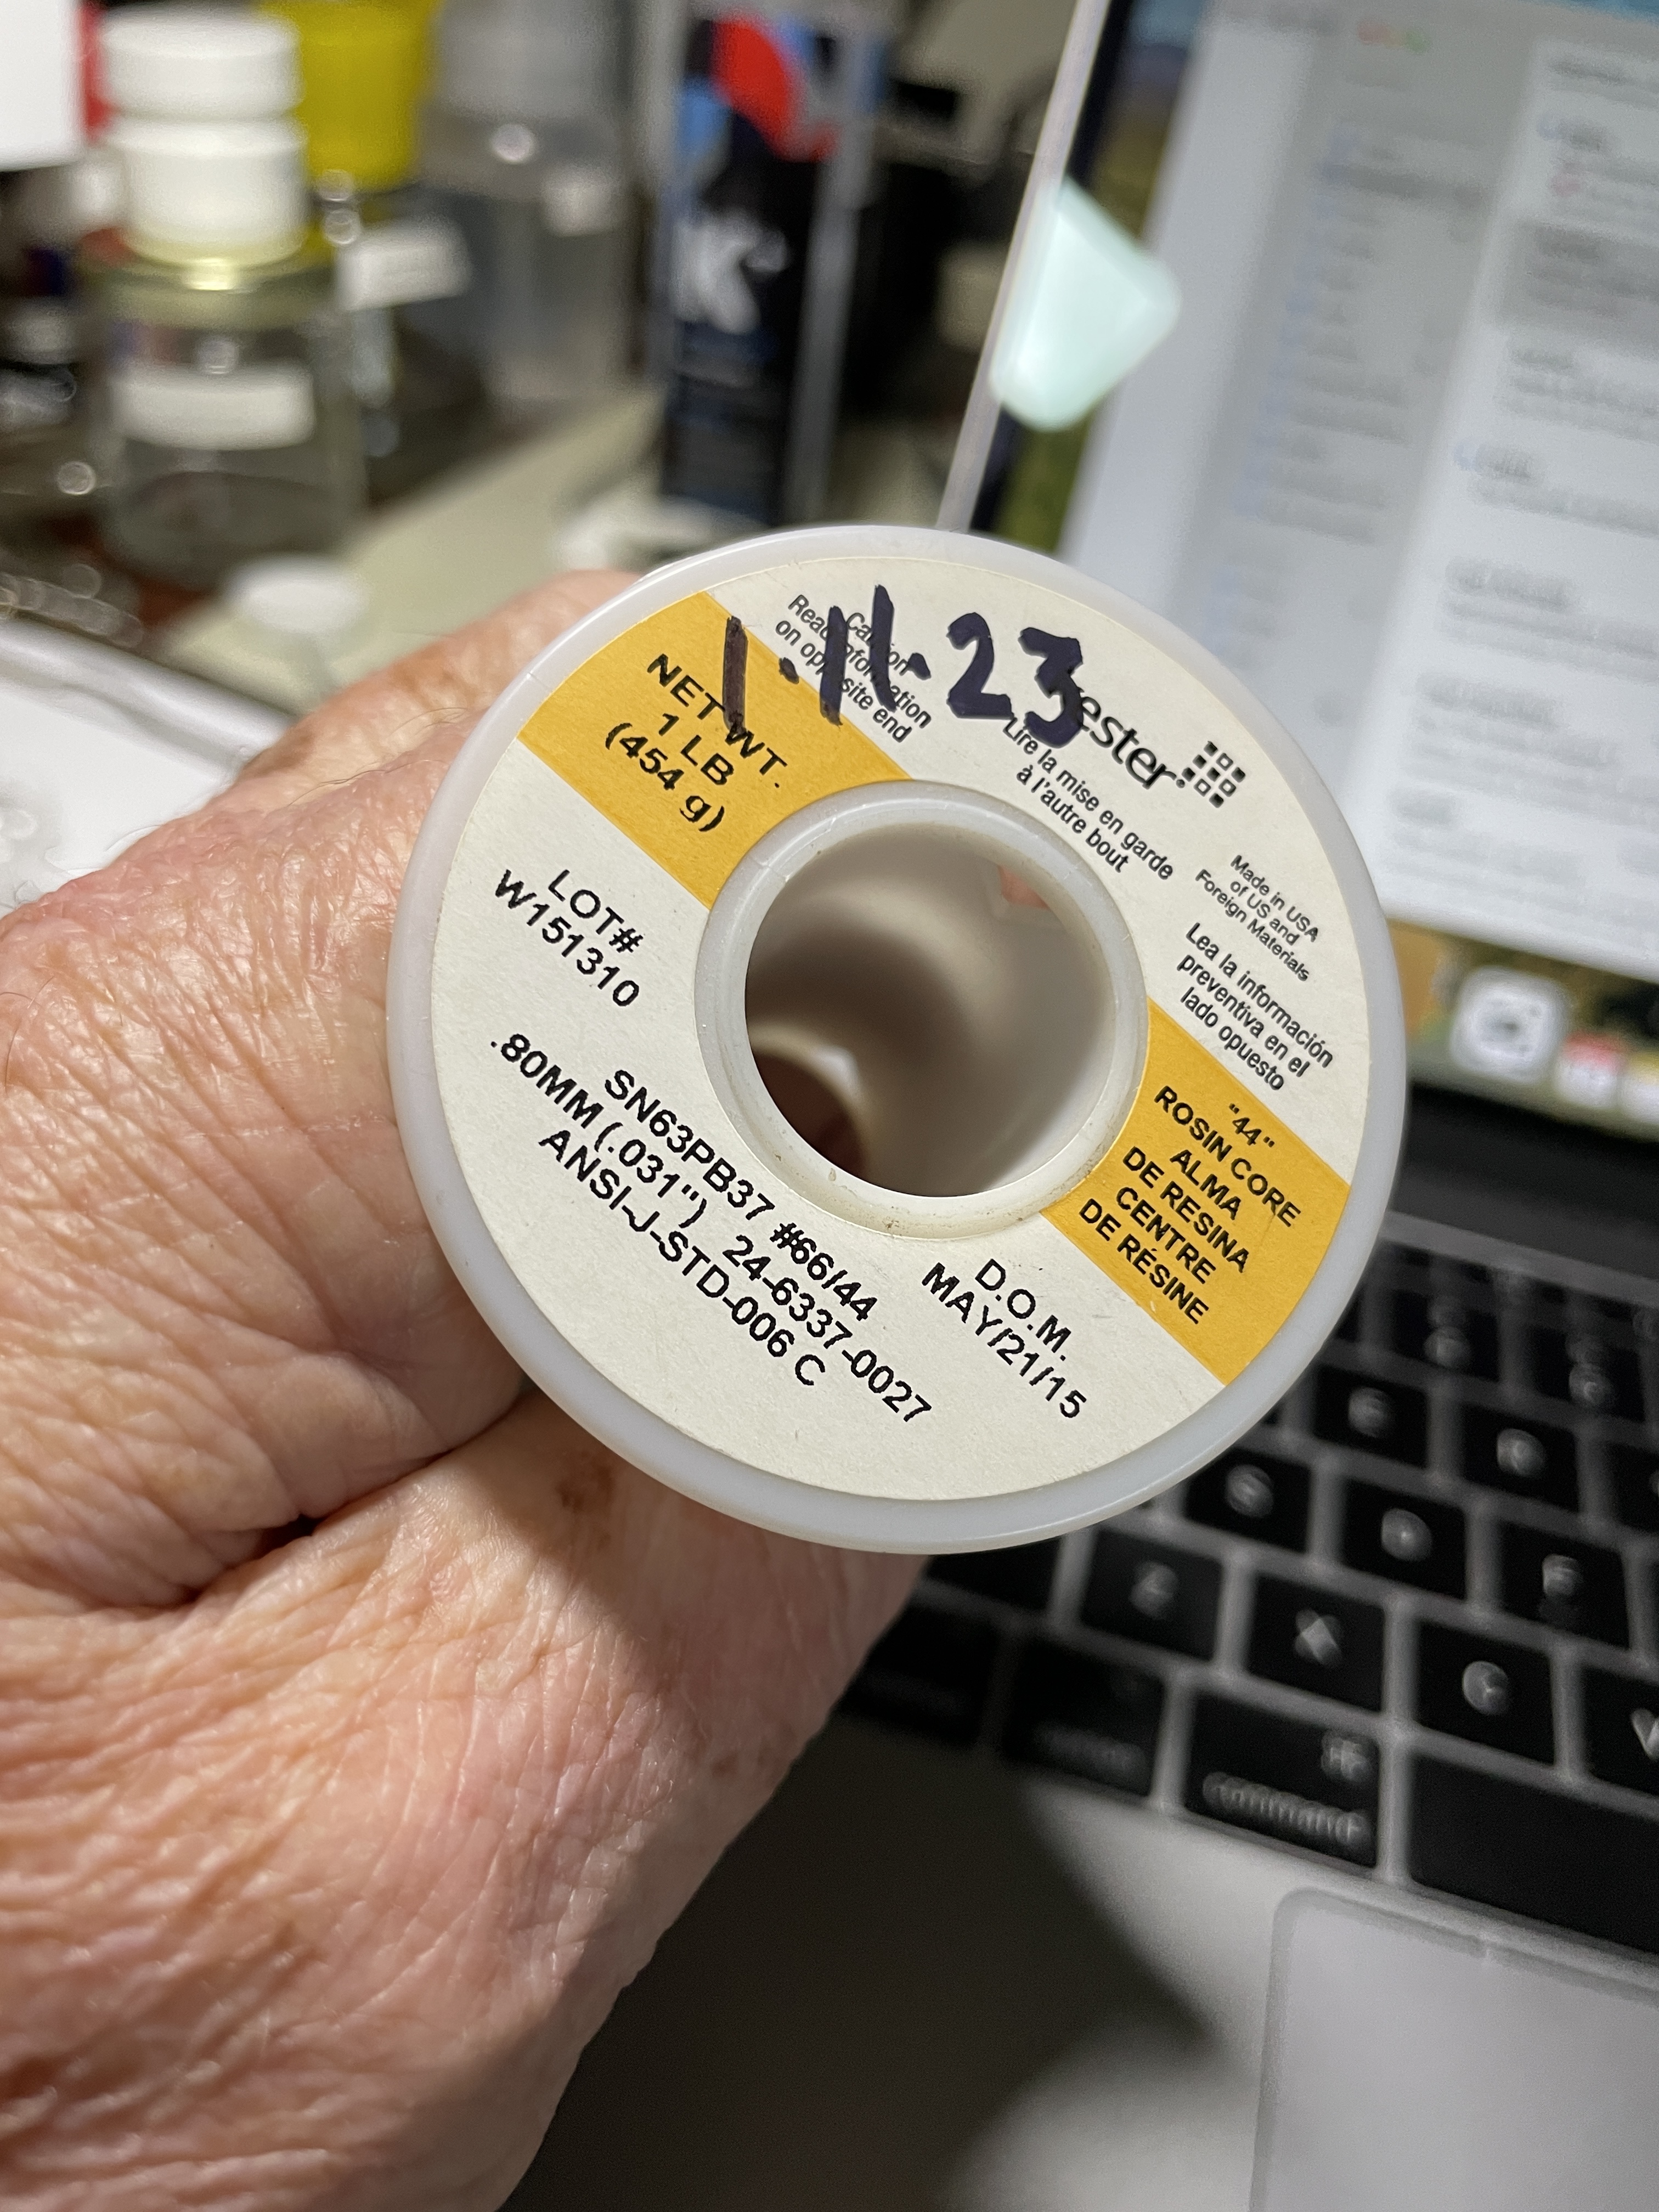 1·11·23
Caution
Read information
on opposite end
Lire la mise en garde
à l'autre bout
Made in USA
of US and
Foreign Materials
Lea la información
preventiva en el
lado opuesto
NET WT.
1 LB
(454 g)
"44"
ROSIN CORE
ALMA
DE RESINA
CENTRE
DE RÉSINE
LOT#
W151310
SN63PB37 #66/44
.80MM (.031") 24-6337-0027
ANSI-J-STD-006 C
D.O.M.
MAY/21/15
K
E
R
S
D
F
Z
X
C
V
⌘
command